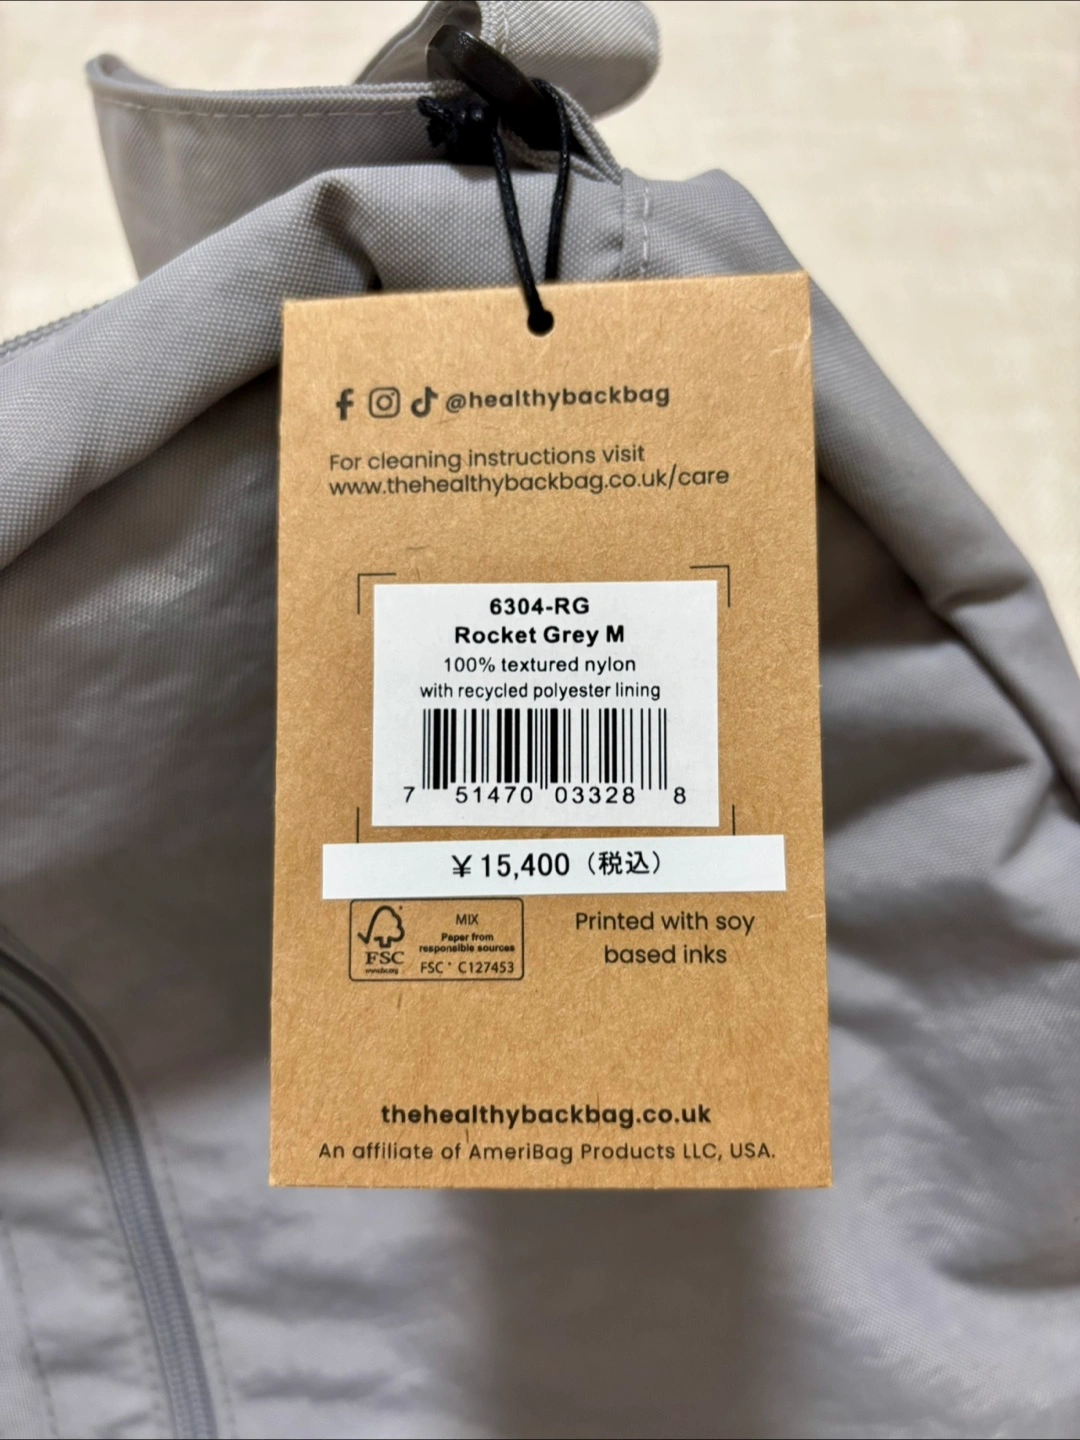 @healthybackbag
For cleaning instructions visit
www.thehealthybackbag.co.uk/care
6304-RG
Rocket Grey M
100% textured nylon
with recycled polyester lining
7 51470 03328 8
¥15,400（税込）
MIX
Paper from
responsible sources
FSC
FSC® C127453
Printed with soy
based inks
thehealthybackbag.co.uk
An affiliate of AmeriBag Products LLC, USA.